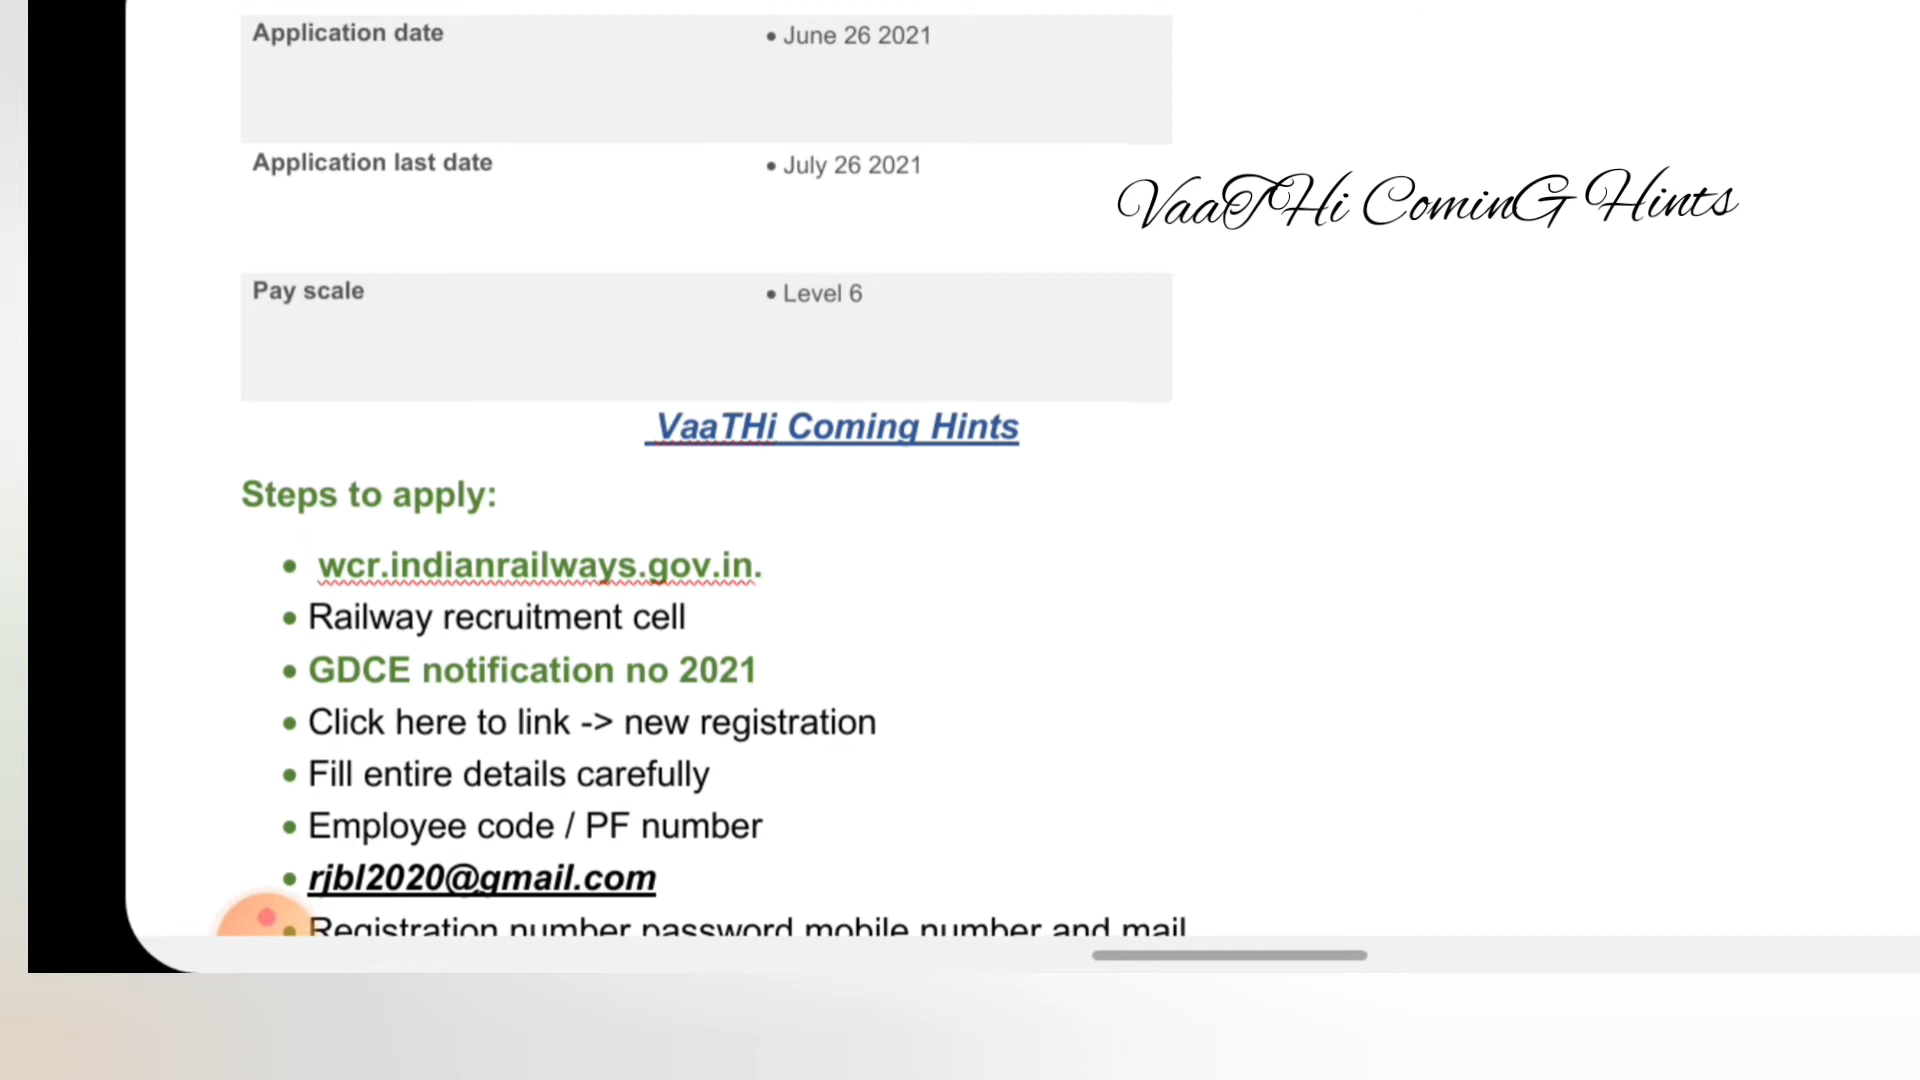 Application date • June 26 2021
Application last date • July 26 2021
VaaTHi CominG Hints
Pay scale • Level 6
VaaTHi Coming Hints
Steps to apply:
• wcr.indianrailways.gov.in.
• Railway recruitment cell
• GDCE notification no 2021
• Click here to link -> new registration
• Fill entire details carefully
• Employee code / PF number
• rjbl2020@gmail.com
• Registration number password mobile number and mail